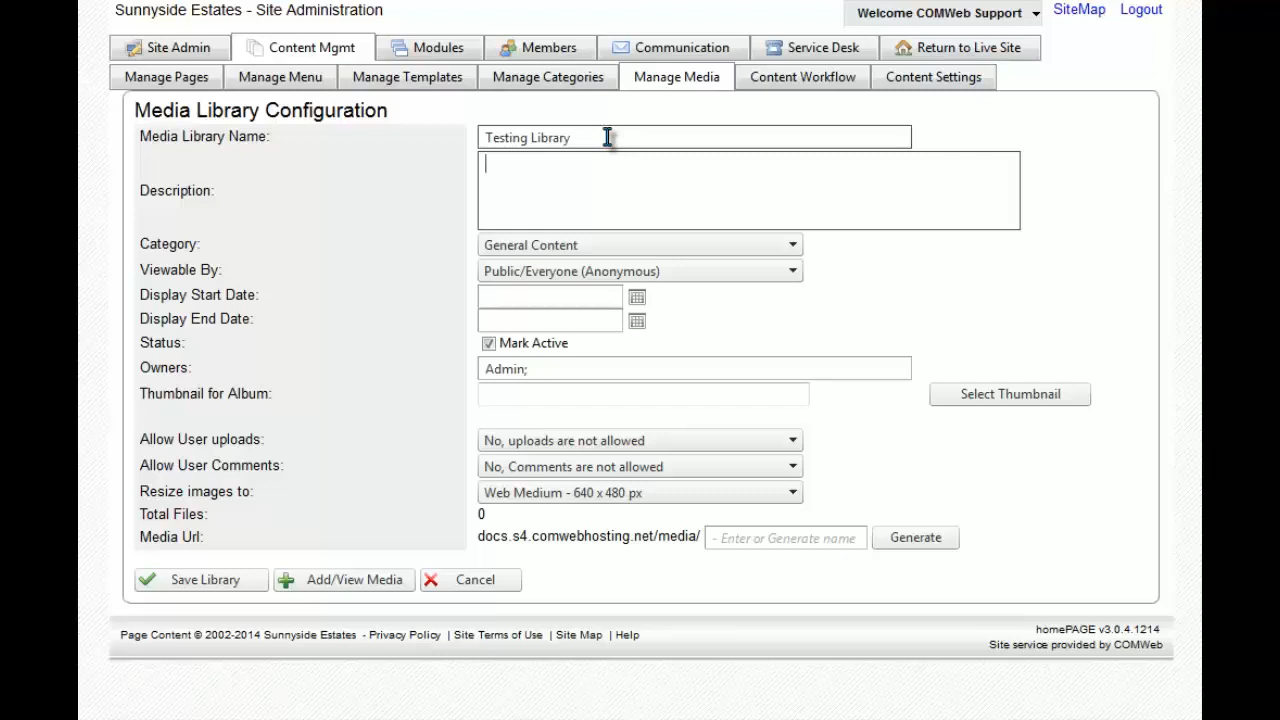 Sunnyside Estates - Site Administration
Welcome COMWeb Support
SiteMap
Logout
Site Admin
Content Mgmt
Modules
Members
Communication
Service Desk
Return to Live Site
Manage Pages
Manage Menu
Manage Templates
Manage Categories
Manage Media
Content Workflow
Content Settings
Media Library Configuration
Media Library Name:
Testing Library
Description:
Category:
General Content
Viewable By:
Public/Everyone (Anonymous)
Display Start Date:
Display End Date:
Status:
Mark Active
Owners:
Admin;
Thumbnail for Album:
Select Thumbnail
Allow User uploads:
No, uploads are not allowed
Allow User Comments:
No, Comments are not allowed
Resize images to:
Web Medium - 640 x 480 px
Total Files:
0
Media Url:
docs.s4.comwebhosting.net/media/
- Enter or Generate name
Generate
Save Library
Add/View Media
Cancel
Page Content © 2002-2014 Sunnyside Estates - Privacy Policy | Site Terms of Use | Site Map | Help
homePAGE v3.0.4.1214
Site service provided by COMWeb